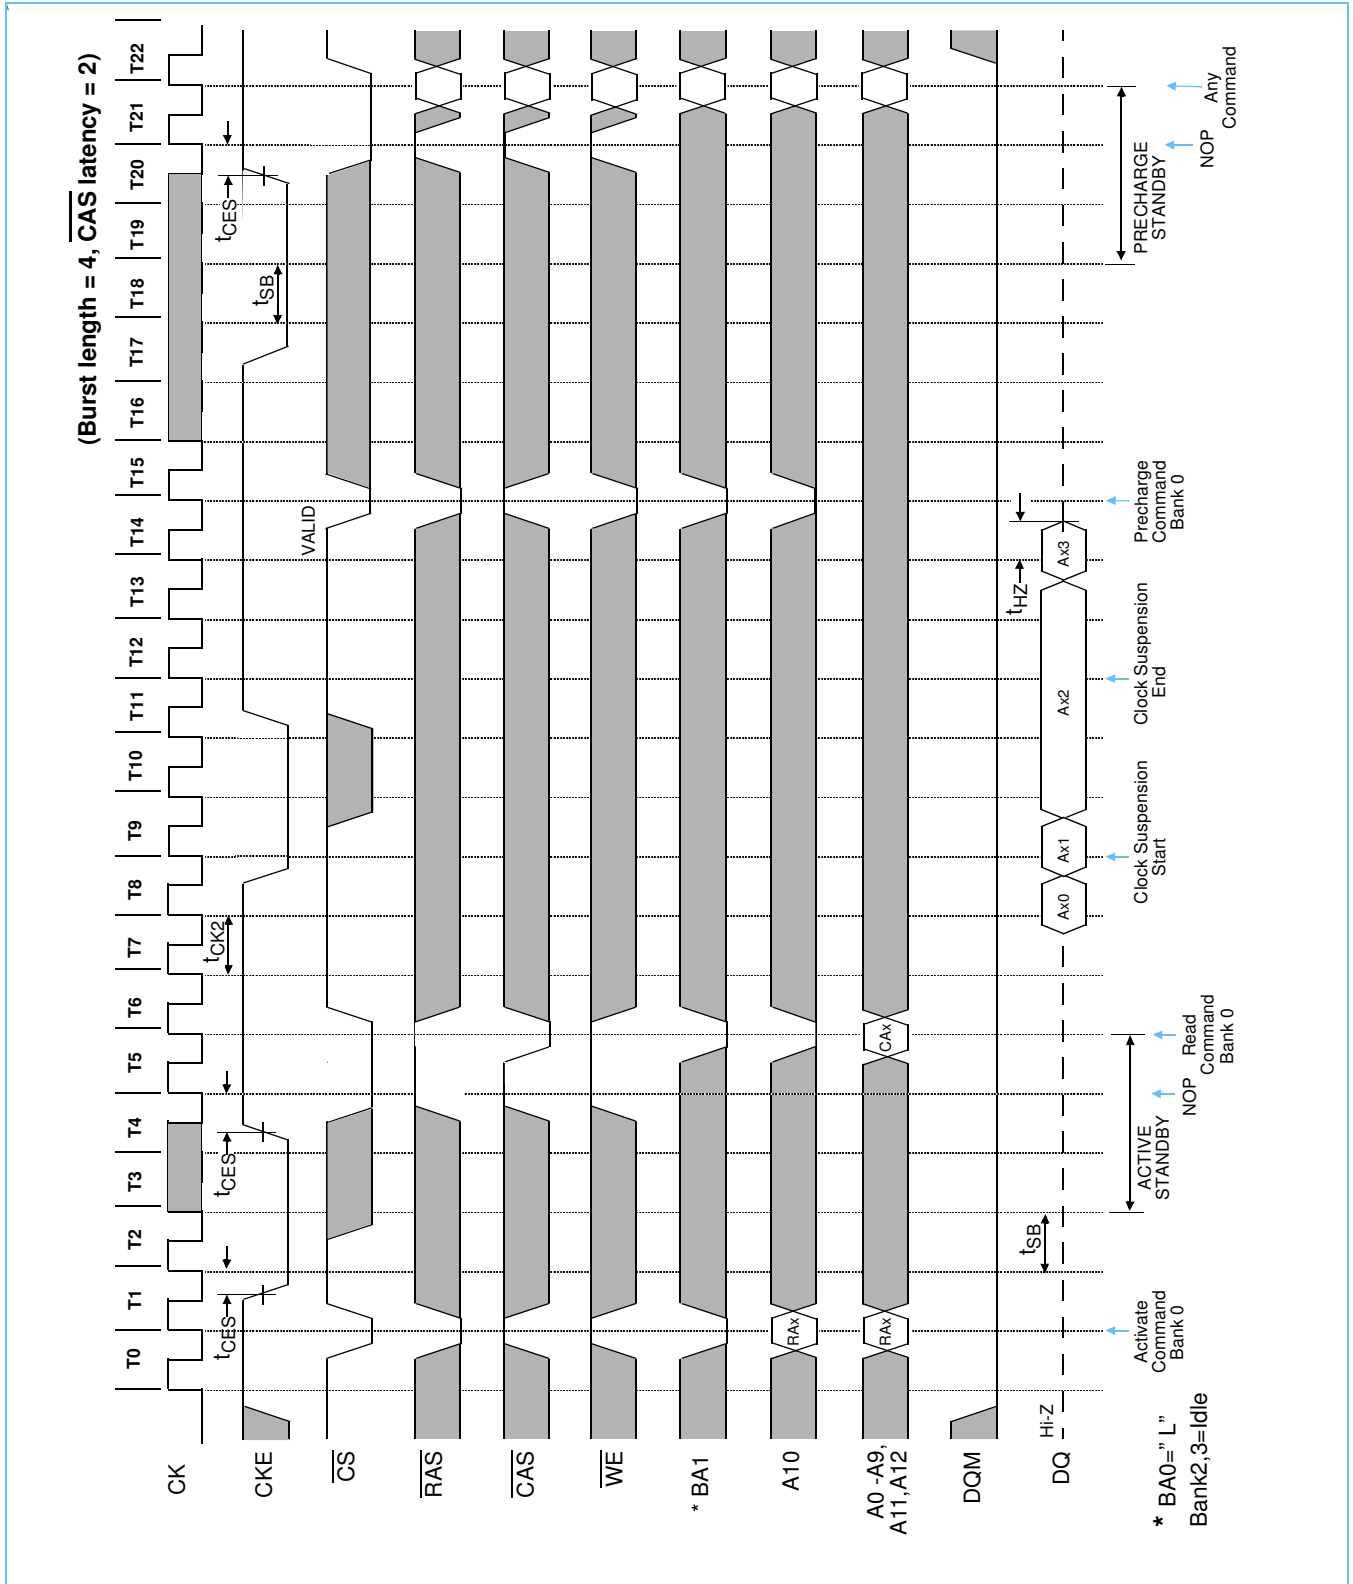 (Burst length = 4, CAS latency = 2)
T0 T1 T2 T3 T4 T5 T6 T7 T8 T9 T10 T11 T12 T13 T14 T15 T16 T17 T18 T19 T20 T21 T22
CK
tCK2
CKE
tCES
tCES
tSB
tCES
CS
VALID
RAS
CAS
WE
* BA1
A10
RAx
A0 -A9,
A11,A12
RAx
CAx
DQM
DQ
Hi-Z
tSB
Ax0
Ax1
Ax2
Ax3
tHZ
ACTIVE
STANDBY
PRECHARGE
STANDBY
Activate
Command
Bank 0
NOP
Read
Command
Bank 0
Clock Suspension
Start
Clock Suspension
End
Precharge
Command
Bank 0
NOP
Any
Command
* BA0=" L"
Bank2,3=Idle